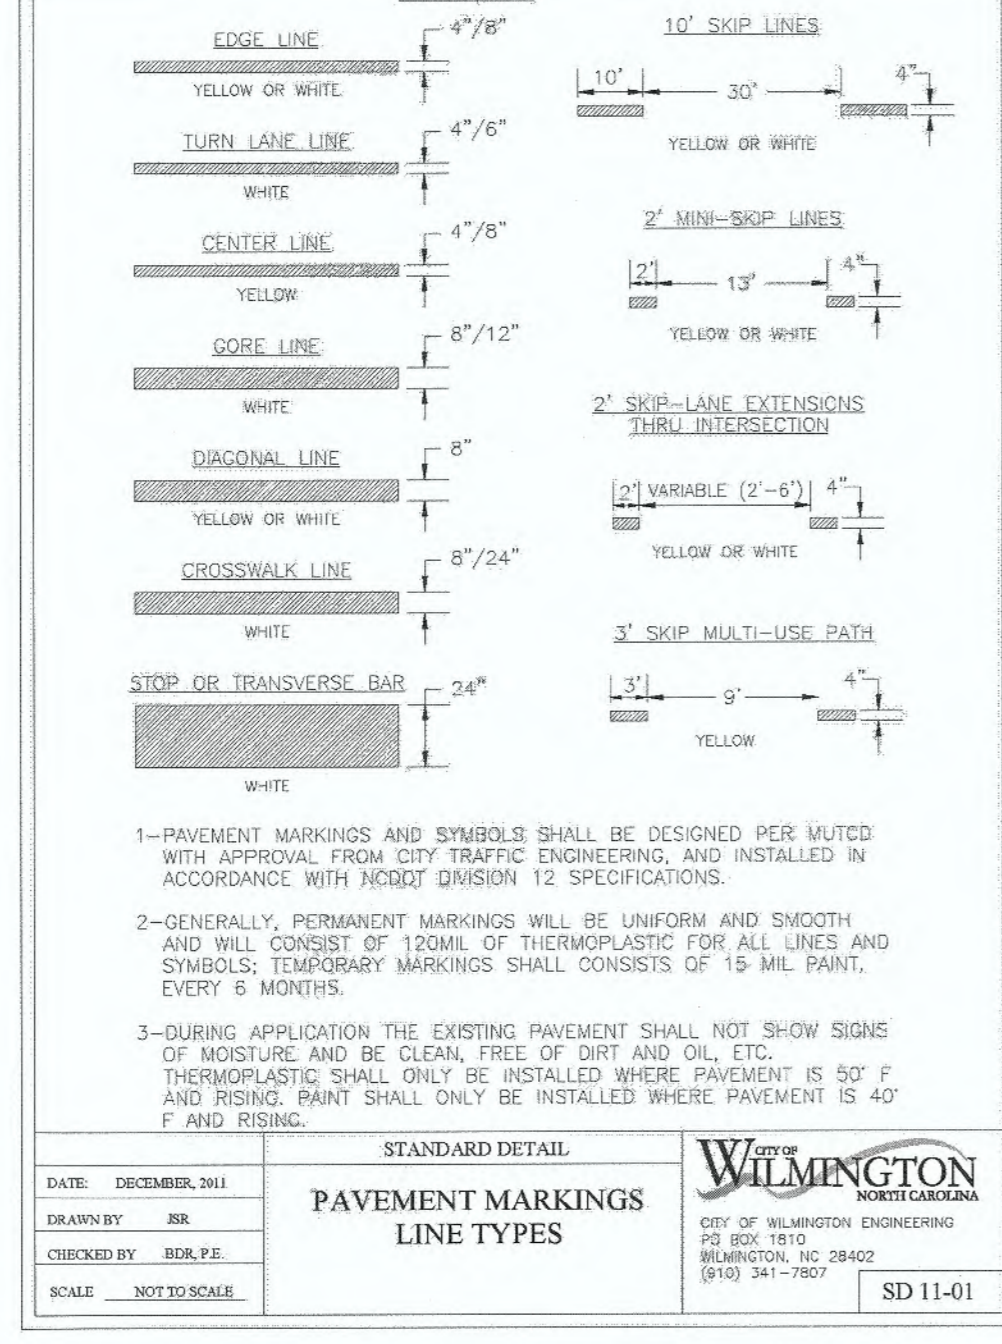 EDGE LINE
4"/8"
YELLOW OR WHITE
TURN LANE LINE
4"/6"
WHITE
CENTER LINE
4"/8"
YELLOW
GORE LINE
8"/12"
WHITE
DIAGONAL LINE
8"
YELLOW OR WHITE
CROSSWALK LINE
8"/24"
WHITE
STOP OR TRANSVERSE BAR
24"
WHITE
10' SKIP LINES
10'
30'
4"
YELLOW OR WHITE
2' MINI-SKIP LINES
2'
13'
4"
YELLOW OR WHITE
2' SKIP-LANE EXTENSIONS
THRU INTERSECTION
2'
VARIABLE (2'-6')
4"
YELLOW OR WHITE
3' SKIP MULTI-USE PATH
3'
9'
4"
YELLOW
1-PAVEMENT MARKINGS AND SYMBOLS SHALL BE DESIGNED PER MUTCD
WITH APPROVAL FROM CITY TRAFFIC ENGINEERING, AND INSTALLED IN
ACCORDANCE WITH NCDOT DIVISION 12 SPECIFICATIONS.
2-GENERALLY, PERMANENT MARKINGS WILL BE UNIFORM AND SMOOTH
AND WILL CONSIST OF 120MIL OF THERMOPLASTIC FOR ALL LINES AND
SYMBOLS; TEMPORARY MARKINGS SHALL CONSISTS OF 15 MIL PAINT,
EVERY 6 MONTHS.
3-DURING APPLICATION THE EXISTING PAVEMENT SHALL NOT SHOW SIGNS
OF MOISTURE AND BE CLEAN, FREE OF DIRT AND OIL, ETC.
THERMOPLASTIC SHALL ONLY BE INSTALLED WHERE PAVEMENT IS 50° F
AND RISING. PAINT SHALL ONLY BE INSTALLED WHERE PAVEMENT IS 40°
F AND RISING.
DATE: DECEMBER, 2011
DRAWN BY JSR
CHECKED BY BDR, P.E.
SCALE NOT TO SCALE
STANDARD DETAIL
PAVEMENT MARKINGS
LINE TYPES
CITY OF
WILMINGTON
NORTH CAROLINA
CITY OF WILMINGTON ENGINEERING
PO BOX 1810
WILMINGTON, NC 28402
(910) 341-7807
SD 11-01